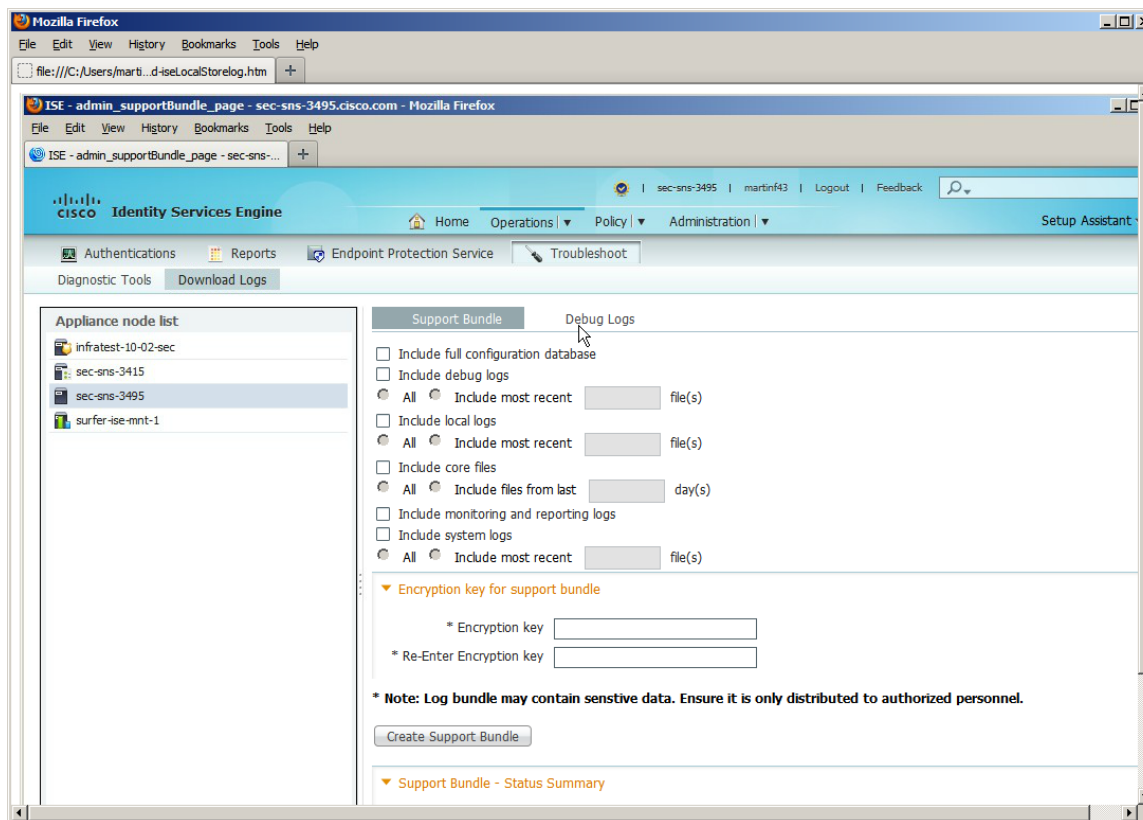 Mozilla Firefox
File Edit View History Bookmarks Tools Help
file:///C:/Users/marti...d-iseLocalStorelog.htm +
ISE - admin_supportBundle_page - sec-sns-3495.cisco.com - Mozilla Firefox
File Edit View History Bookmarks Tools Help
ISE - admin_supportBundle_page - sec-sns-... +
sec-sns-3495 | martinf43 | Logout | Feedback
CISCO Identity Services Engine
Home Operations | Policy | Administration | Setup Assistant
Authentications Reports Endpoint Protection Service Troubleshoot
Diagnostic Tools Download Logs
Appliance node list
infratest-10-02-sec
sec-sns-3415
sec-sns-3495
surfer-ise-mnt-1
Support Bundle Debug Logs
Include full configuration database
Include debug logs
All Include most recent file(s)
Include local logs
All Include most recent file(s)
Include core files
All Include files from last day(s)
Include monitoring and reporting logs
Include system logs
All Include most recent file(s)
Encryption key for support bundle
* Encryption key
* Re-Enter Encryption key
* Note: Log bundle may contain senstive data. Ensure it is only distributed to authorized personnel.
Create Support Bundle
Support Bundle - Status Summary